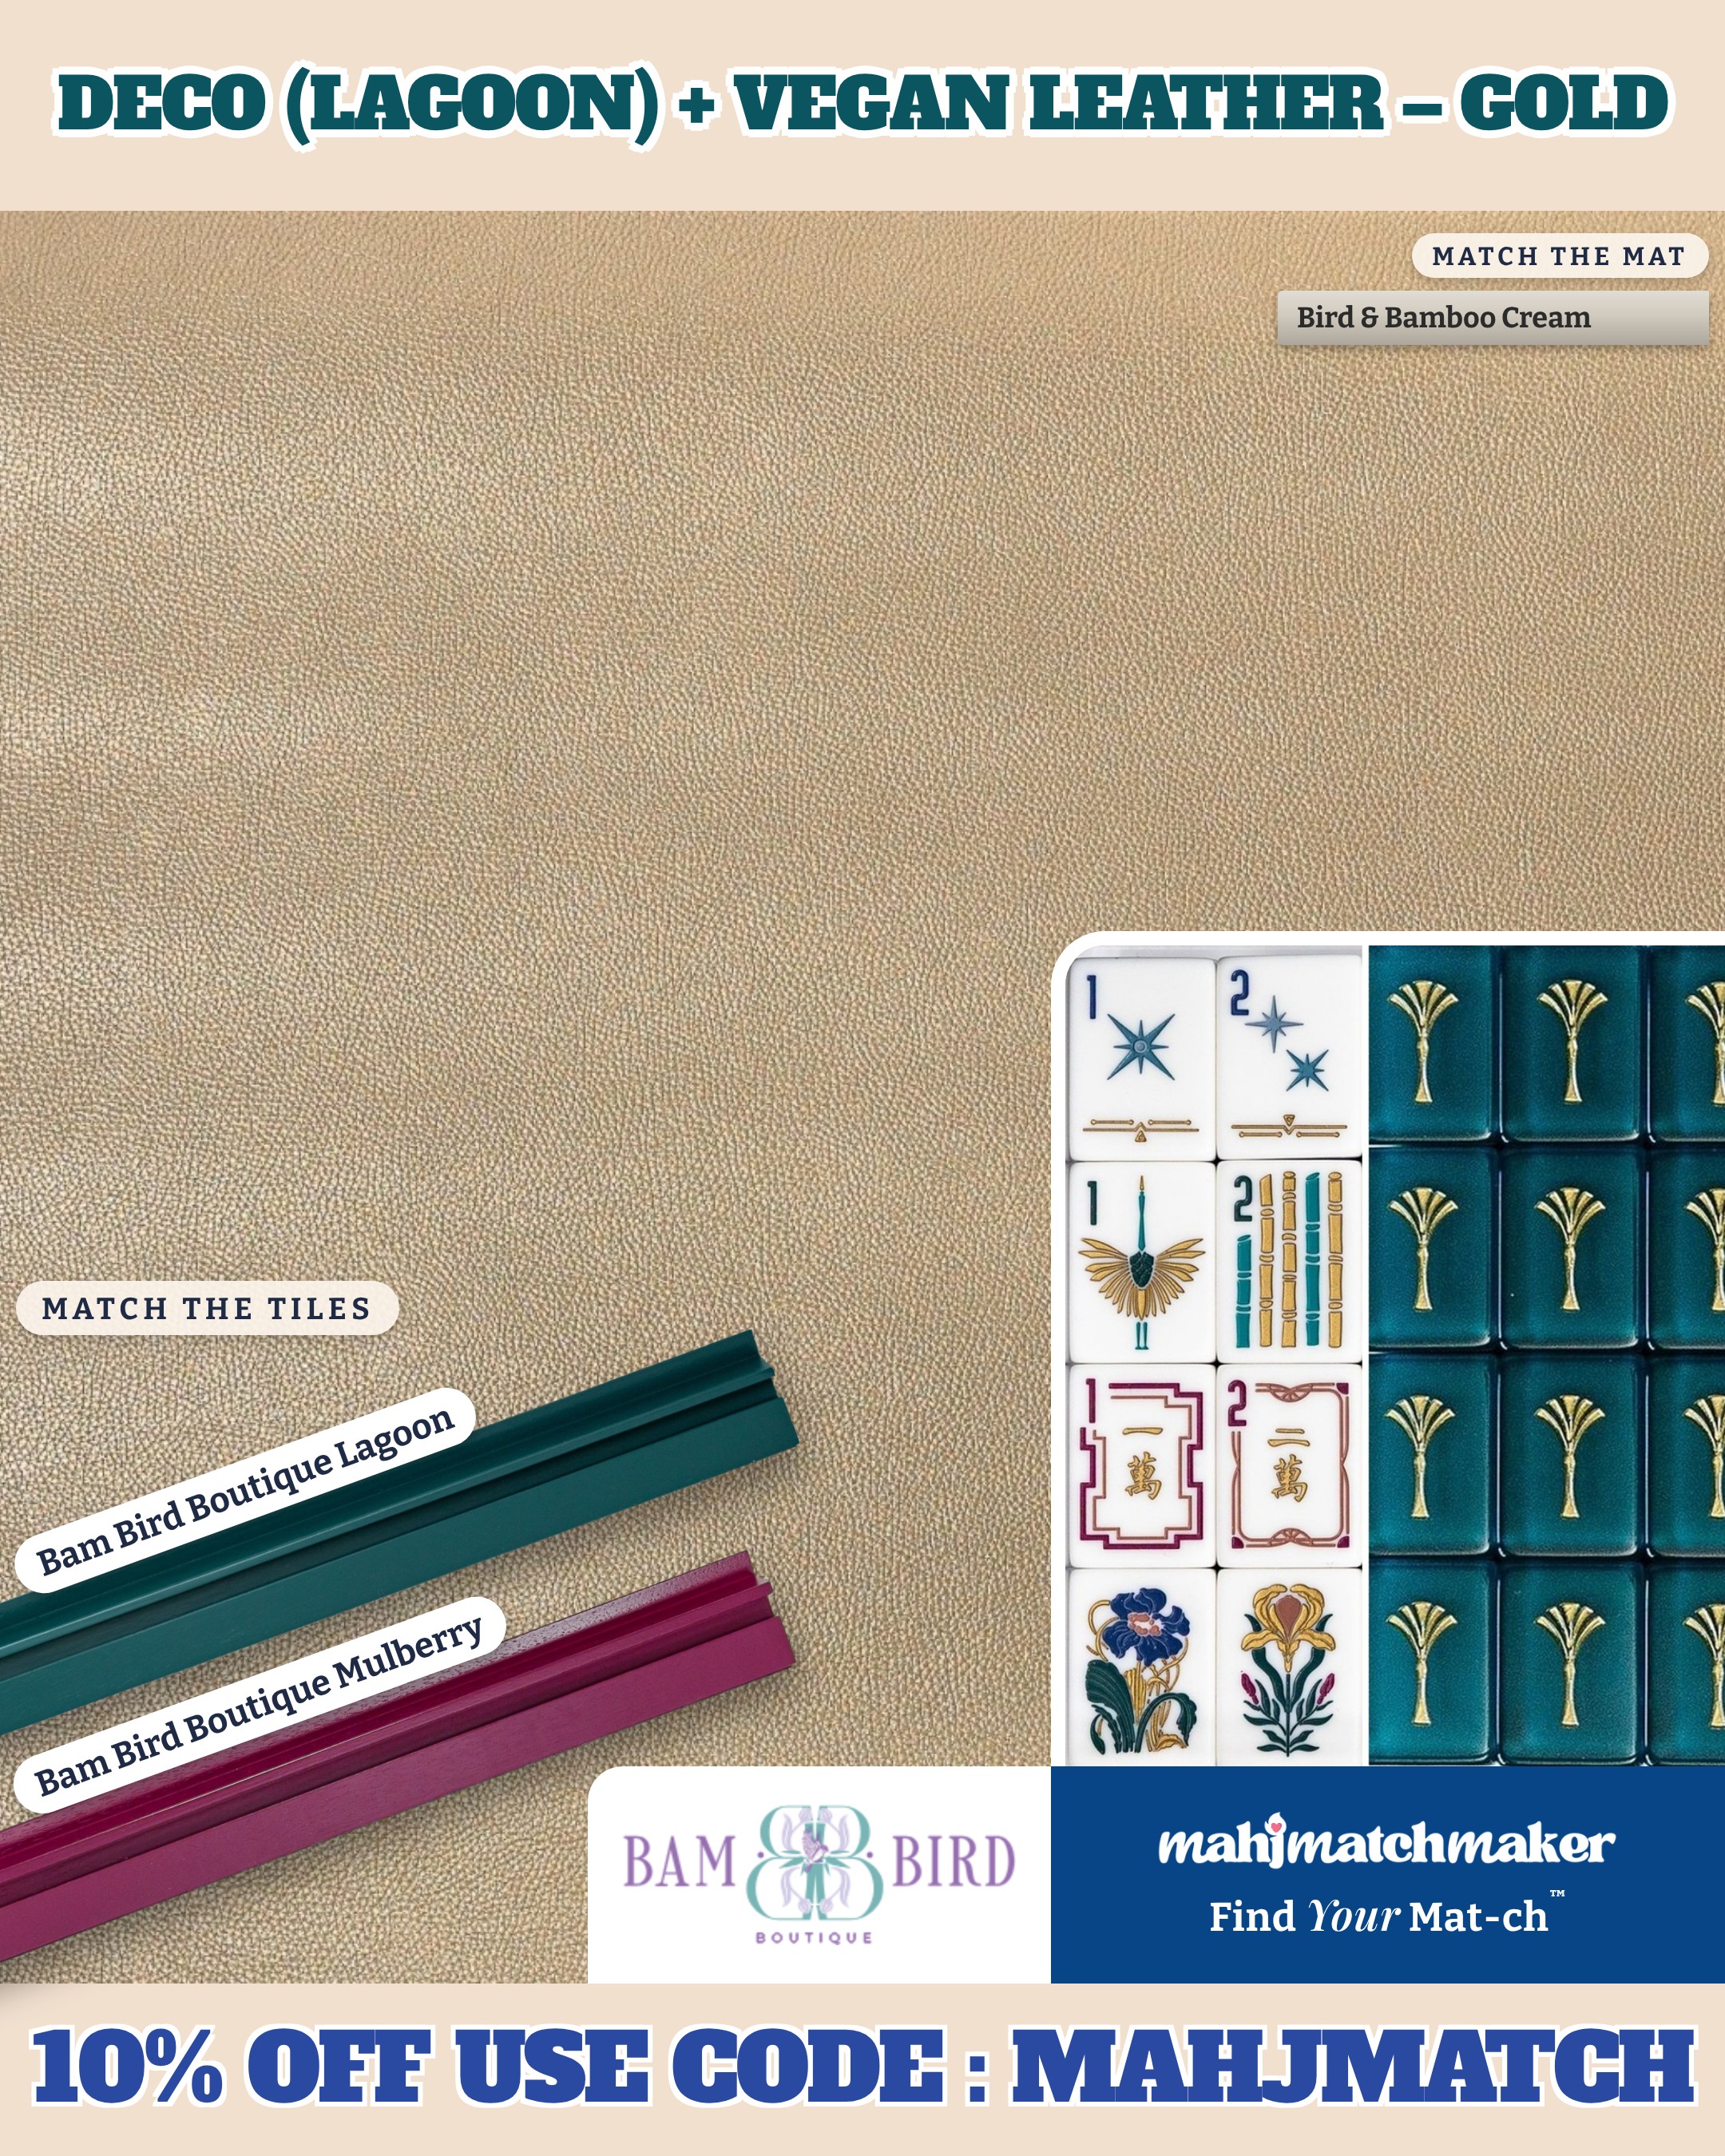 DECO (LAGOON) + VEGAN LEATHER – GOLD
MATCH THE MAT
Bird & Bamboo Cream
1
2
1
2
1
一
萬
2
二
萬
MATCH THE TILES
Bam Bird Boutique Lagoon
Bam Bird Boutique Mulberry
BAM BIRD
BOUTIQUE
mahjmatchmaker
Find Your Mat-ch™
10% OFF USE CODE : MAHJMATCH